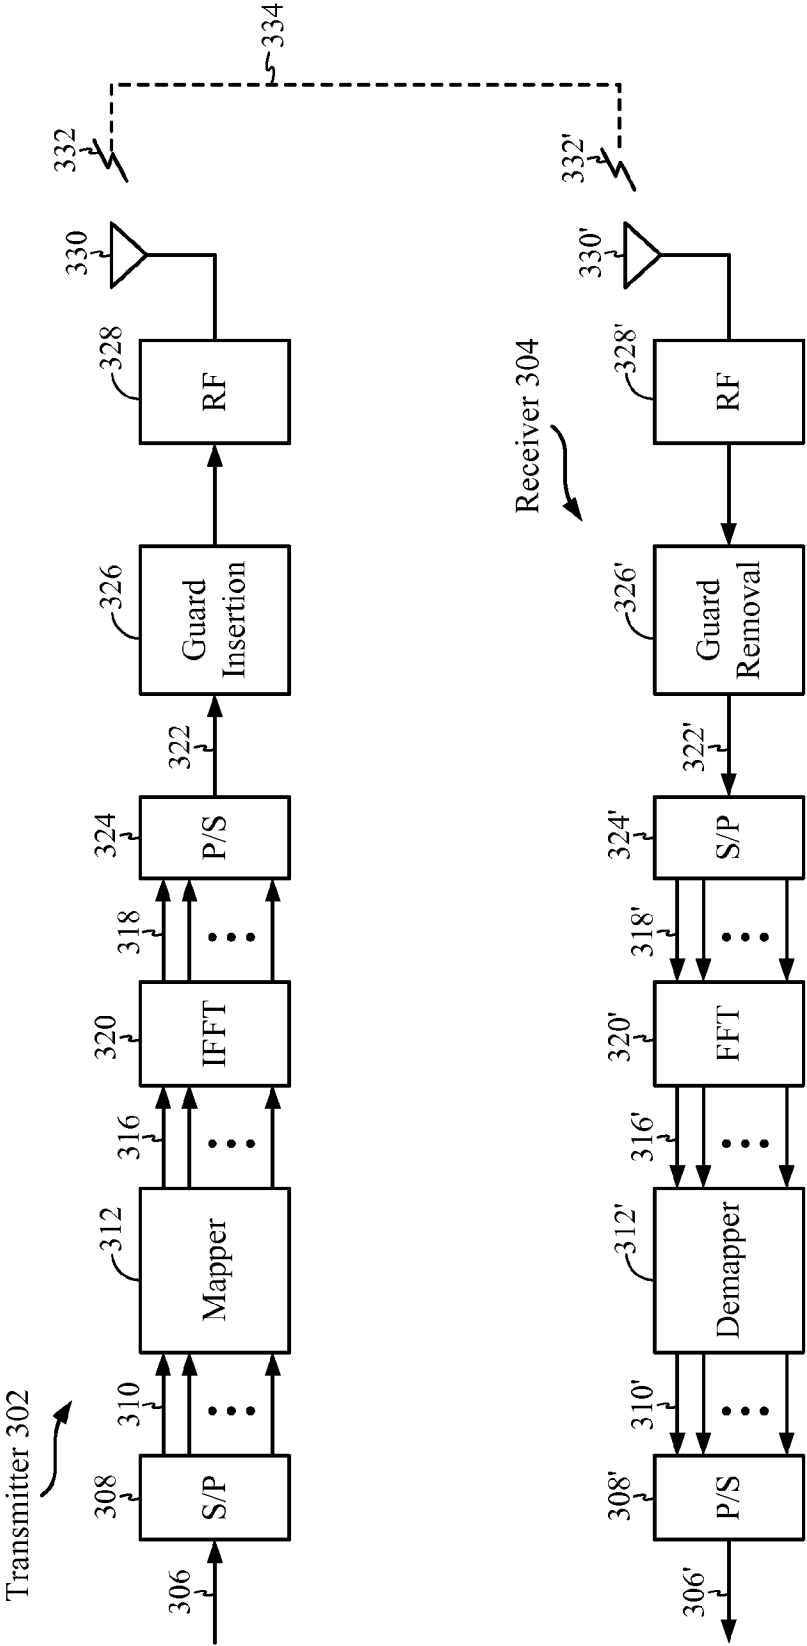 Transmitter 302
306
308
S/P
310
312
Mapper
316
320
IFFT
318
324
P/S
322
326
Guard
Insertion
328
RF
330
332
334
Receiver 304
306'
308'
P/S
310'
312'
Demapper
316'
320'
FFT
318'
324'
S/P
322'
326'
Guard
Removal
328'
RF
330'
332'